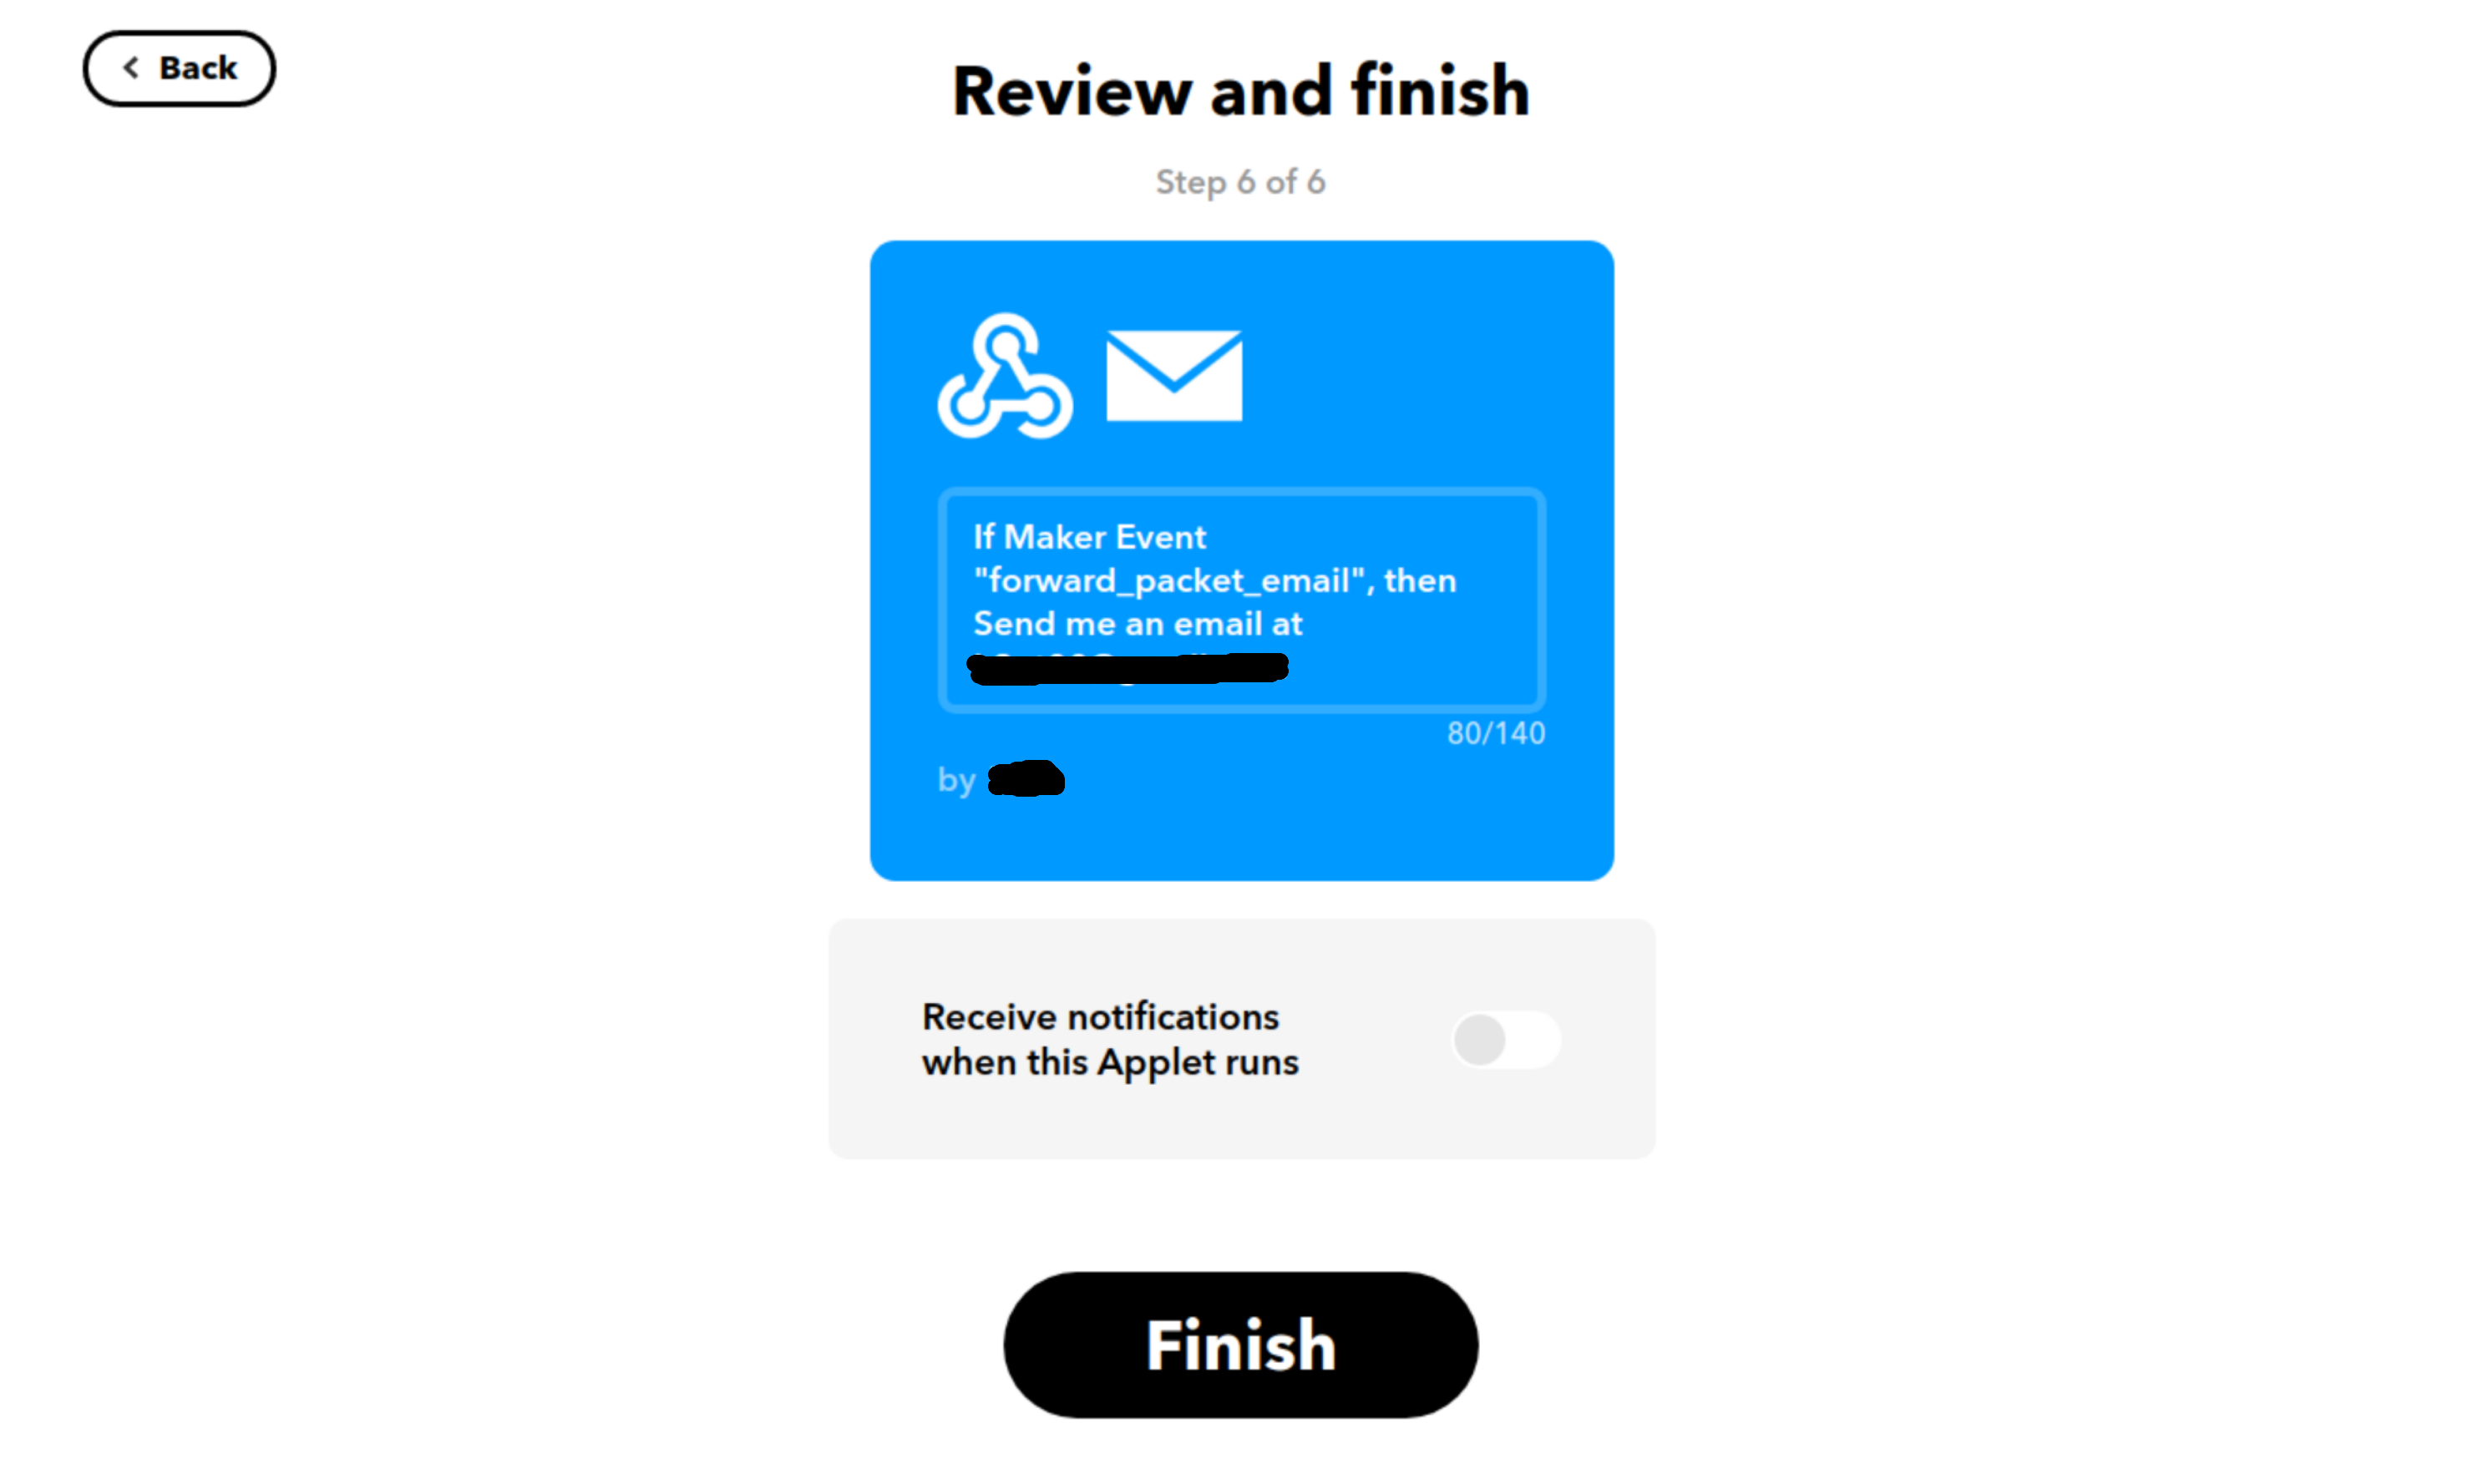 Back
Review and finish
Step 6 of 6
If Maker Event
"forward_packet_email", then
Send me an email at
80/140
by
Receive notifications
when this Applet runs
Finish